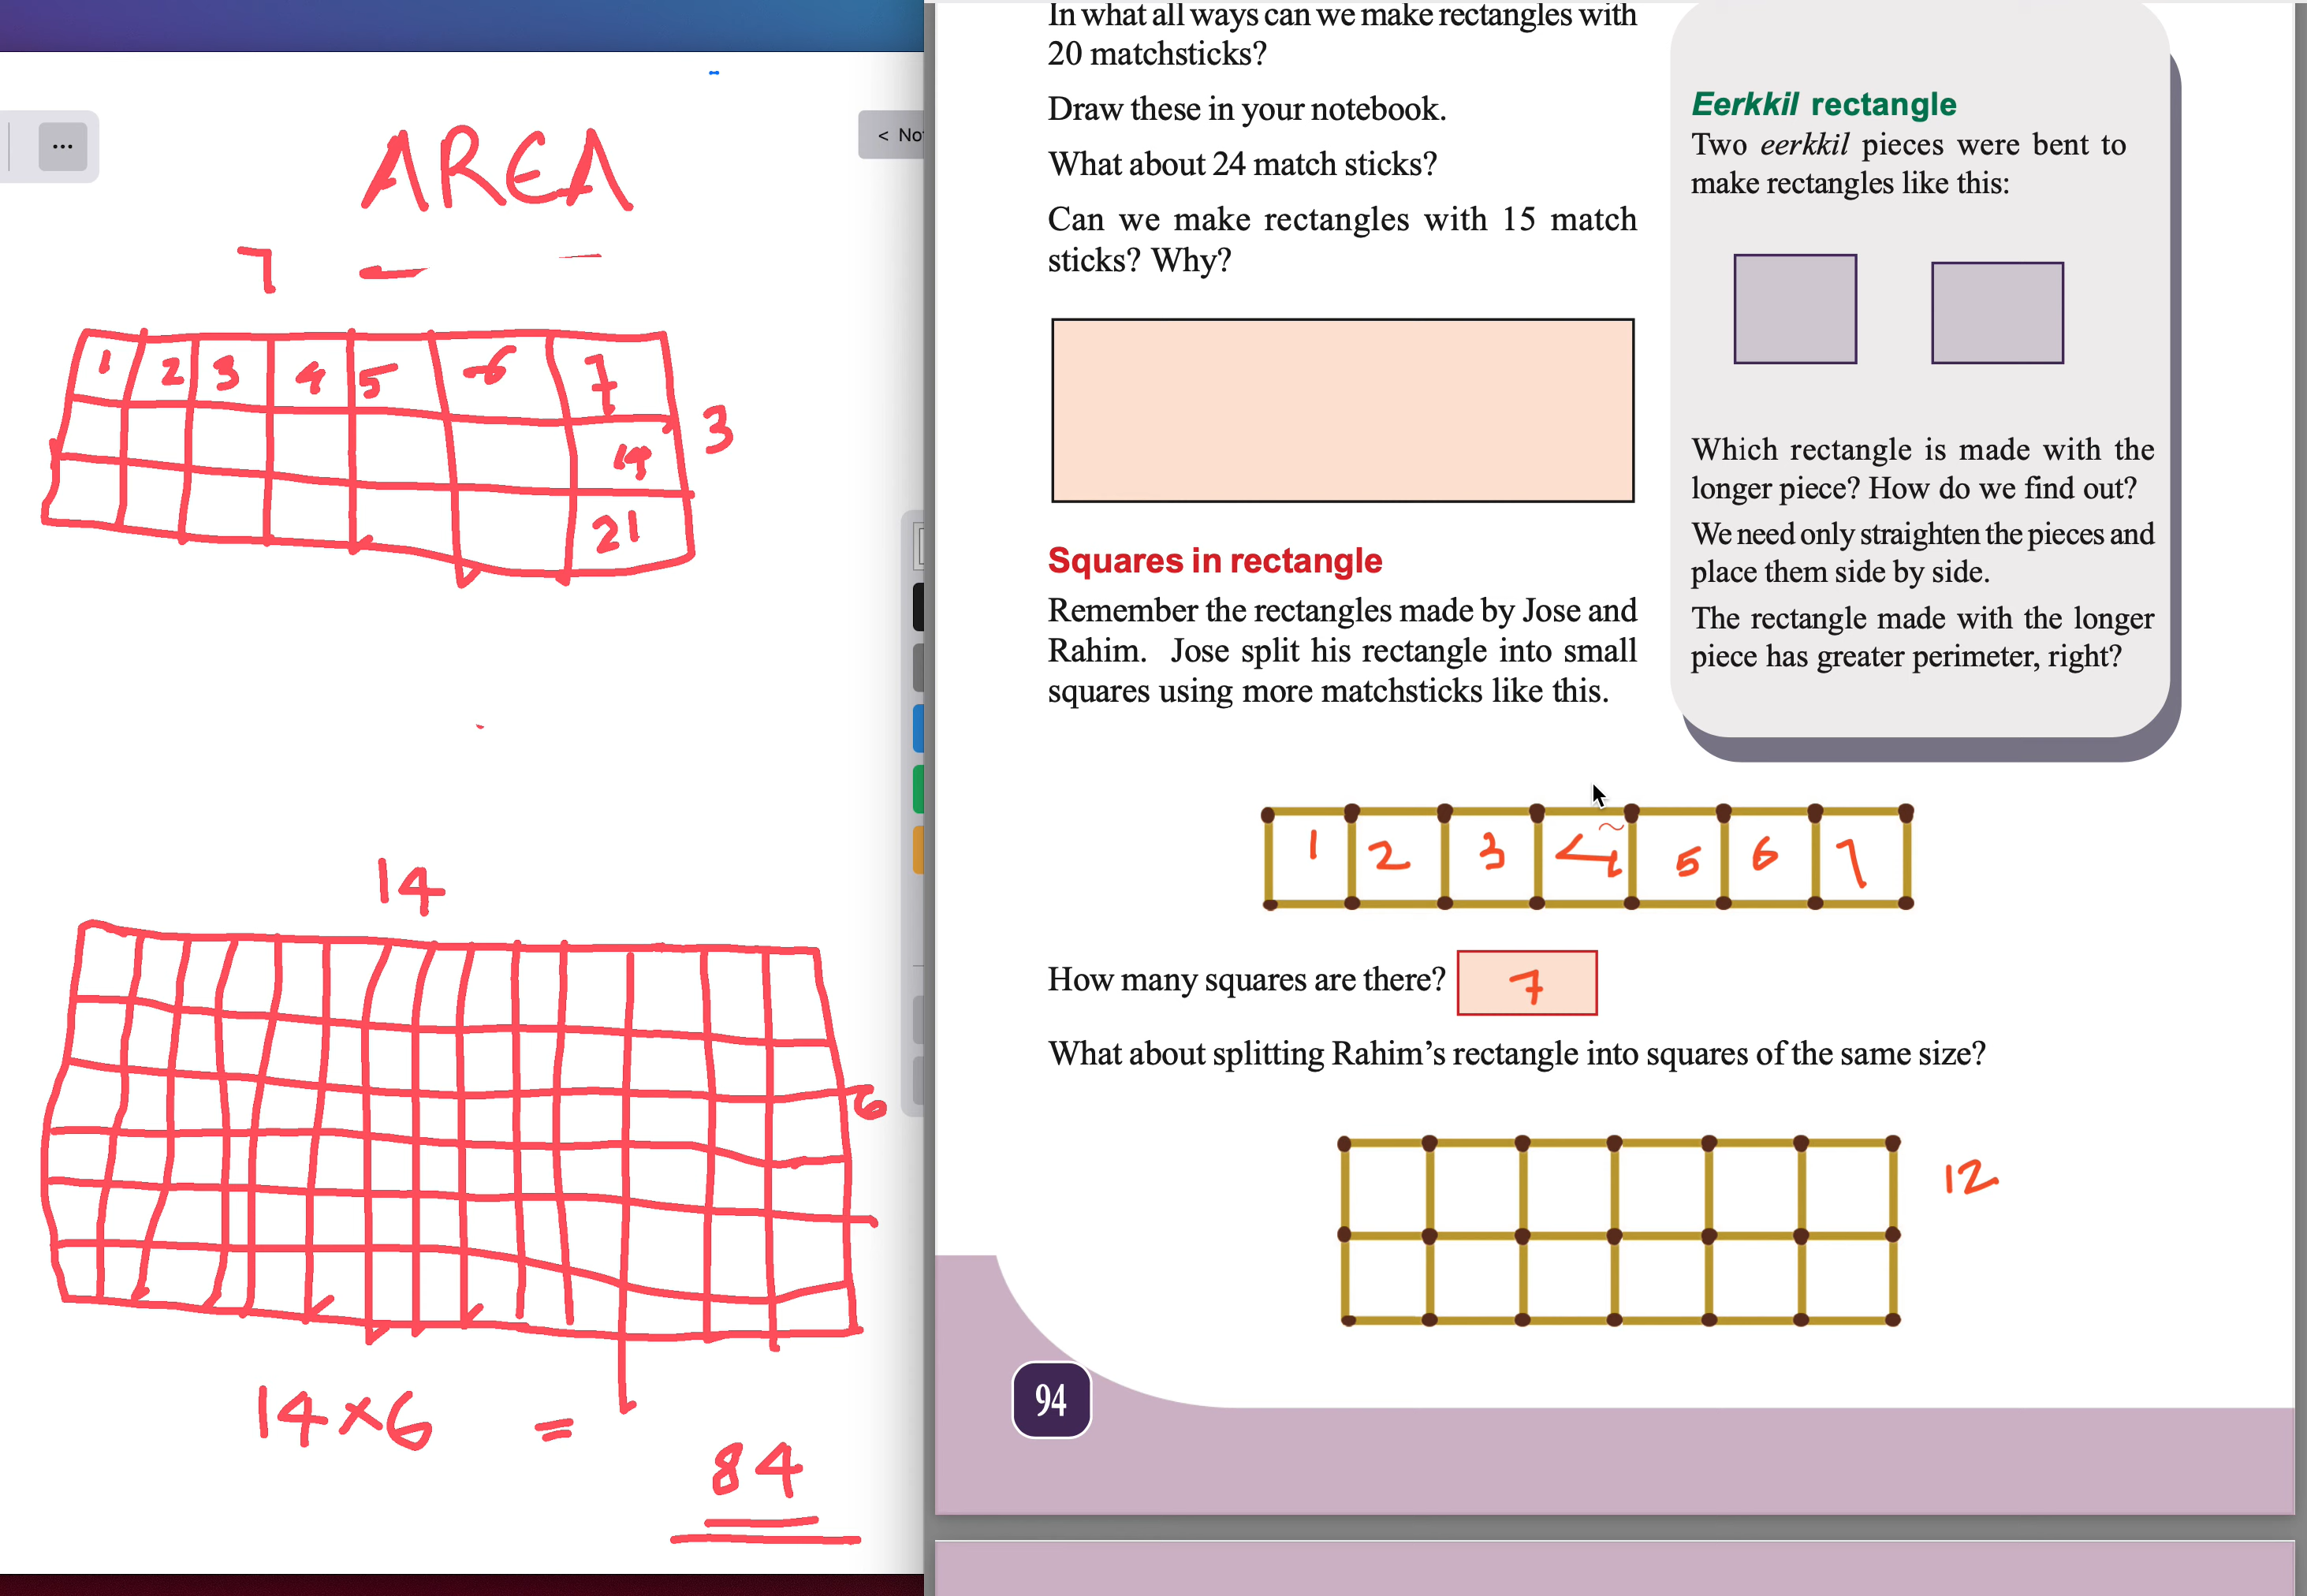 ...
< No
AREA
7
1 2 3 4 5 6 7
3
14
21
14
6
14 × 6 =
84
In what all ways can we make rectangles with
20 matchsticks?
Draw these in your notebook.
What about 24 match sticks?
Can we make rectangles with 15 match
sticks? Why?
Squares in rectangle
Remember the rectangles made by Jose and
Rahim. Jose split his rectangle into small
squares using more matchsticks like this.
Eerkkil rectangle
Two eerkkil pieces were bent to
make rectangles like this:
Which rectangle is made with the
longer piece? How do we find out?
We need only straighten the pieces and
place them side by side.
The rectangle made with the longer
piece has greater perimeter, right?
1 2 3 4 5 6 7
How many squares are there? 7
What about splitting Rahim’s rectangle into squares of the same size?
12
94